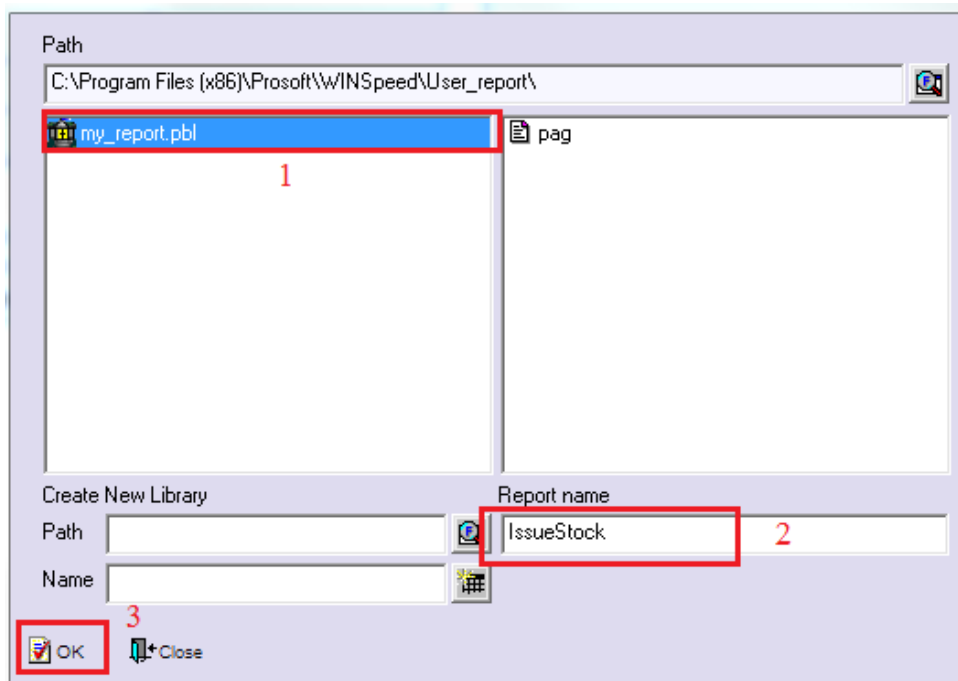 Path
C:\Program Files (x86)\Prosoft\WINSpeed\User_report\
my_report.pbl
pag
1
Create New Library
Report name
Path
IssueStock
2
Name
3
OK
Close